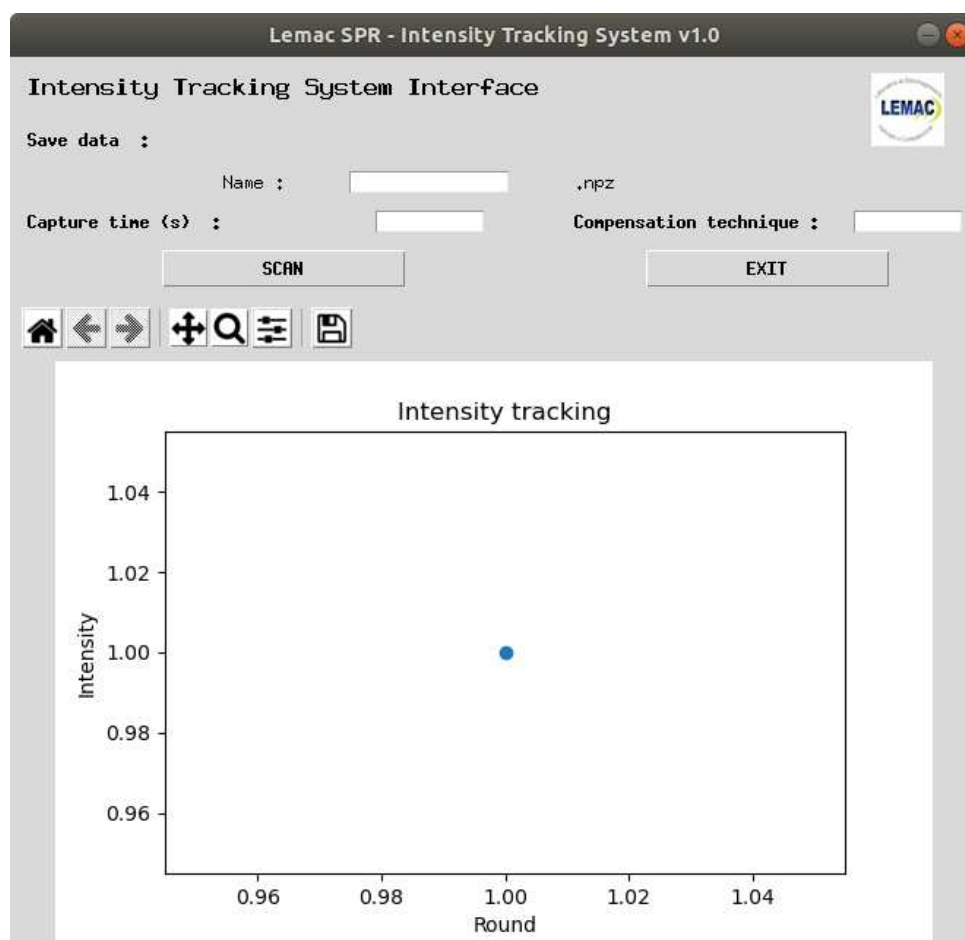 Lemac SPR - Intensity Tracking System v1.0
Intensity Tracking System Interface
LEMAC
Save data :
Name : .npz
Capture time (s) : Compensation technique :
SCAN EXIT
Intensity tracking
1.04
1.02
1.00
0.98
0.96
Intensity
0.96 0.98 1.00 1.02 1.04
Round